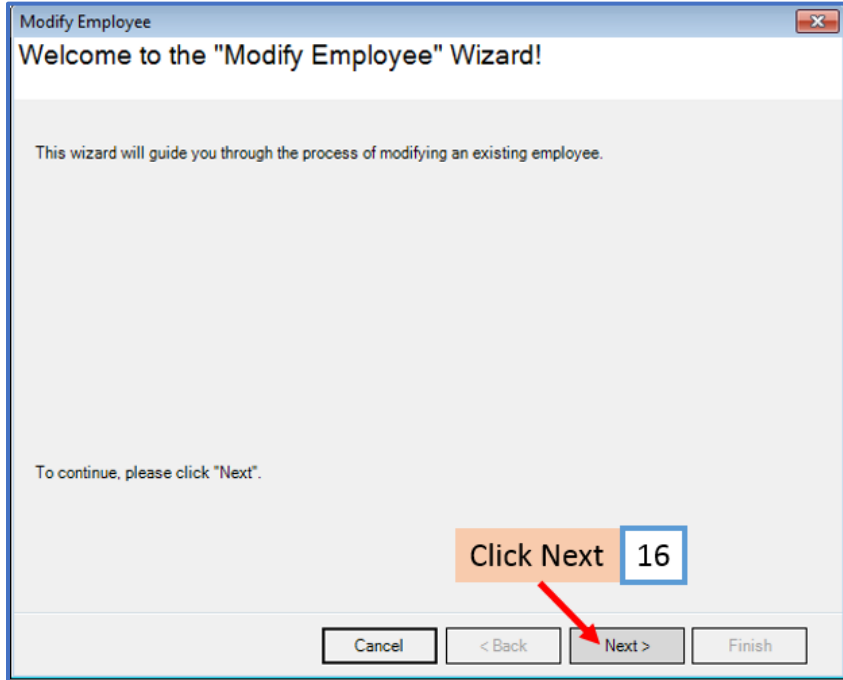 Modify Employee
Welcome to the "Modify Employee" Wizard!
This wizard will guide you through the process of modifying an existing employee.
To continue, please click "Next".
Click Next 16
Cancel < Back Next > Finish